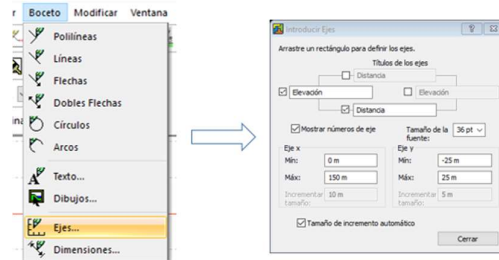 r Boceto Modificar Ventana
Polilíneas
Líneas
Flechas
Dobles Flechas
Círculos
Arcos
Texto...
Dibujos...
Ejes...
Dimensiones...
Introducir Ejes
Arrastre un rectángulo para definir los ejes.
Títulos de los ejes
Distancia
Elevación
Elevación
Distancia
Mostrar números de eje
Tamaño de la fuente:
36 pt
Eje x
Eje y
Mín: 0 m
Mín: -25 m
Máx: 150 m
Máx: 25 m
Incrementar tamaño: 10 m
Incrementar tamaño: 5 m
Tamaño de incremento automático
Cerrar